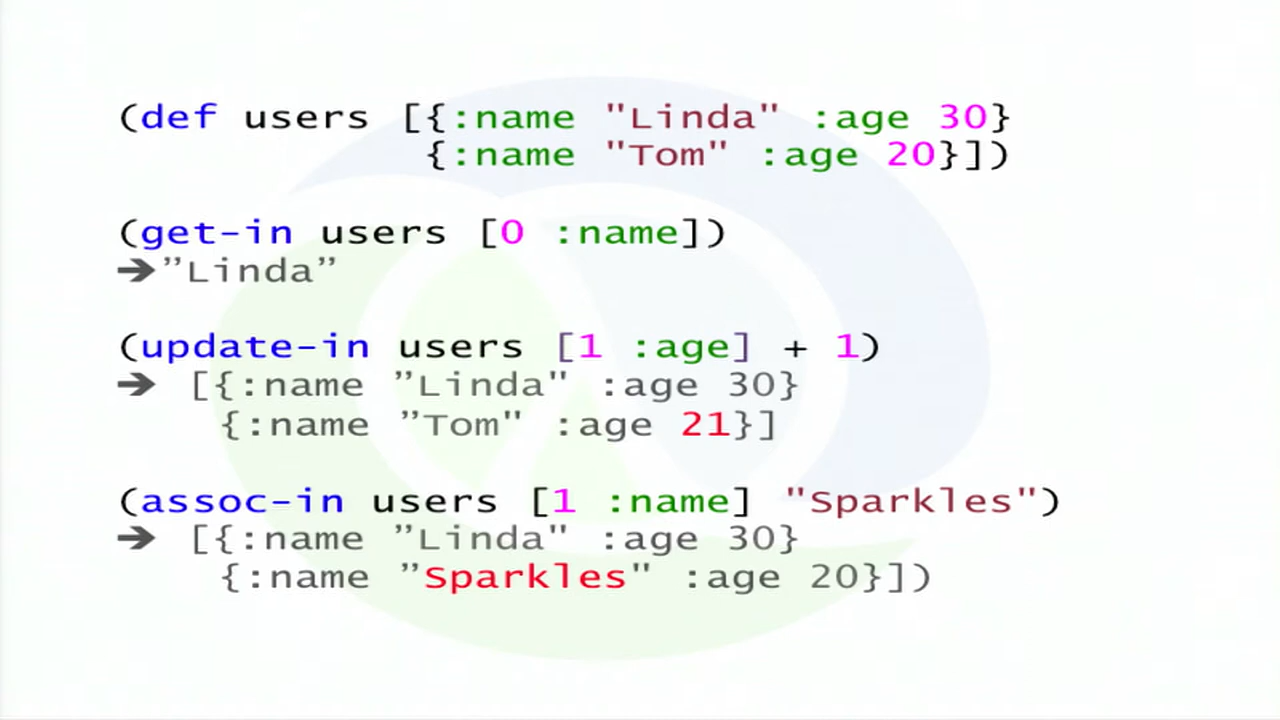 (def users [{:name "Linda" :age 30}
{:name "Tom" :age 20}])
(get-in users [0 :name])
➔”Linda”
(update-in users [1 :age] + 1)
➔ [{:name ”Linda" :age 30}
{:name ”Tom" :age 21}]
(assoc-in users [1 :name] "Sparkles")
➔ [{:name ”Linda" :age 30}
{:name ”Sparkles" :age 20}])